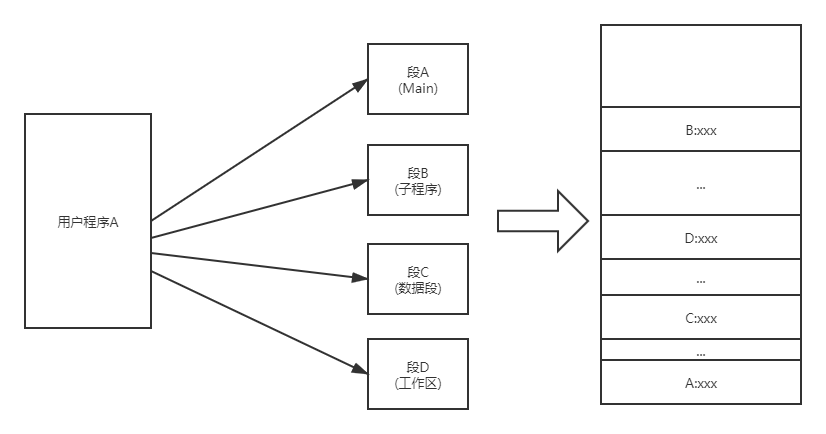 用户程序A
段A
(Main)
段B
(子程序)
段C
(数据段)
段D
(工作区)
B:xxx
...
D:xxx
...
C:xxx
...
A:xxx